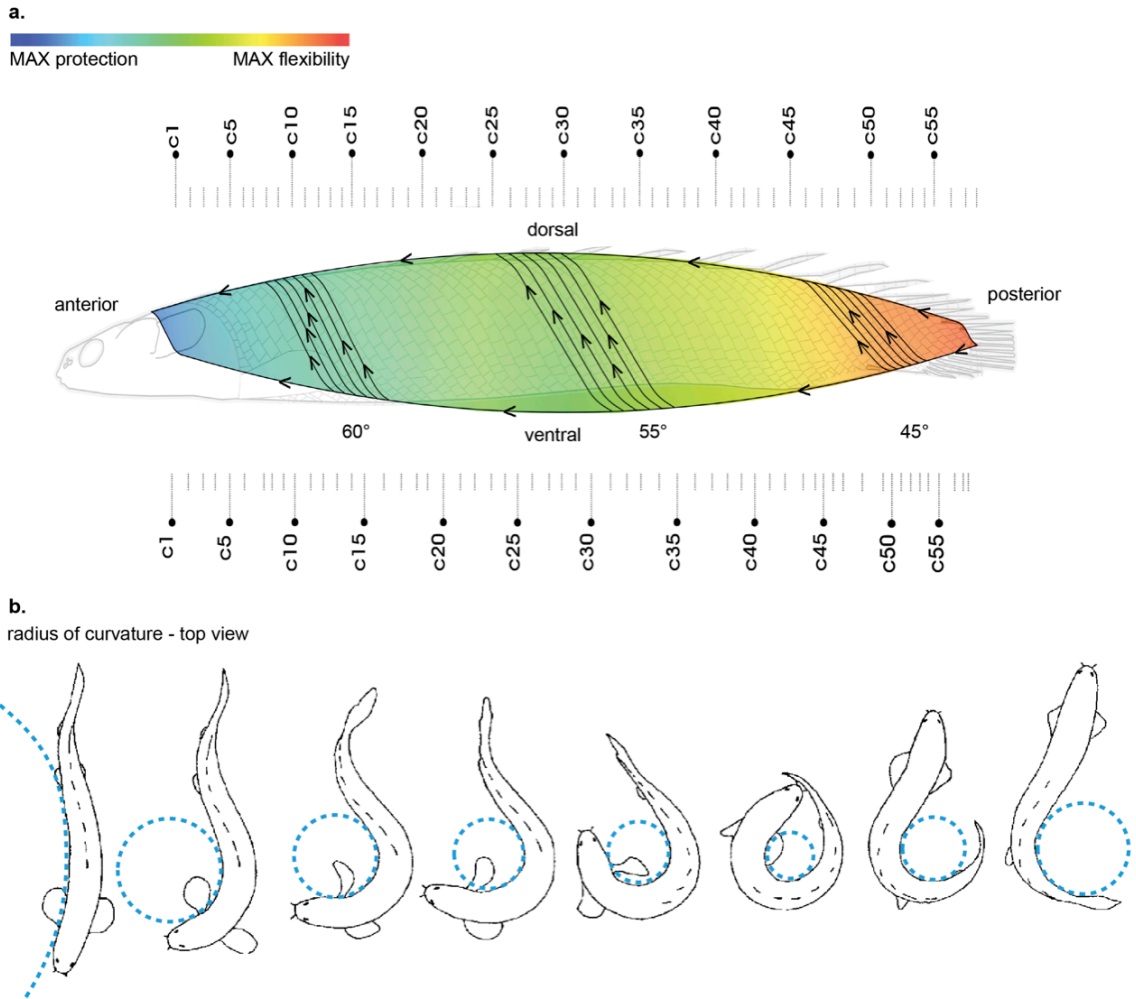 a.
MAX protection MAX flexibility
c1 c5 c10 c15 c20 c25 c30 c35 c40 c45 c50 c55
dorsal
anterior
posterior
60° ventral 55° 45°
c1 c5 c10 c15 c20 c25 c30 c35 c40 c45 c50 c55
b.
radius of curvature - top view